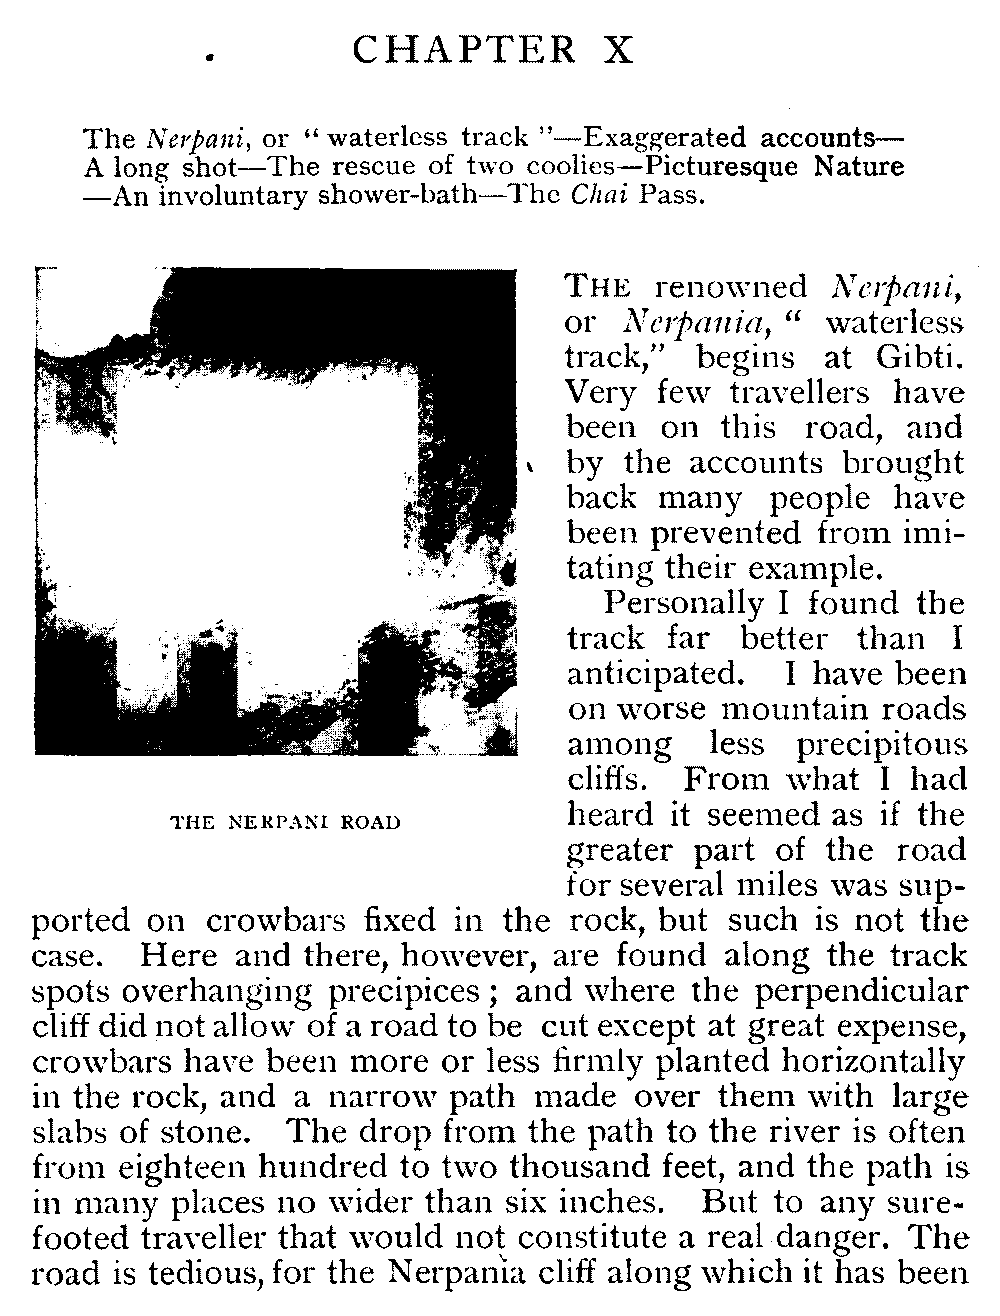 CHAPTER X
The Nerpani, or “ waterless track ”—Exaggerated accounts—
A long shot—The rescue of two coolies—Picturesque Nature
—An involuntary shower-bath—The Chai Pass.
THE renowned Nerpani,
or Nerpania, “ waterless
track,” begins at Gibti.
Very few travellers have
been on this road, and
by the accounts brought
back many people have
been prevented from imi-
tating their example.
Personally I found the
track far better than I
anticipated. I have been
on worse mountain roads
among less precipitous
cliffs. From what I had
heard it seemed as if the
greater part of the road
for several miles was sup-
THE NERPANI ROAD
ported on crowbars fixed in the rock, but such is not the
case. Here and there, however, are found along the track
spots overhanging precipices ; and where the perpendicular
cliff did not allow of a road to be cut except at great expense,
crowbars have been more or less firmly planted horizontally
in the rock, and a narrow path made over them with large
slabs of stone. The drop from the path to the river is often
from eighteen hundred to two thousand feet, and the path is
in many places no wider than six inches. But to any sure-
footed traveller that would not constitute a real danger. The
road is tedious, for the Nerpania cliff along which it has been